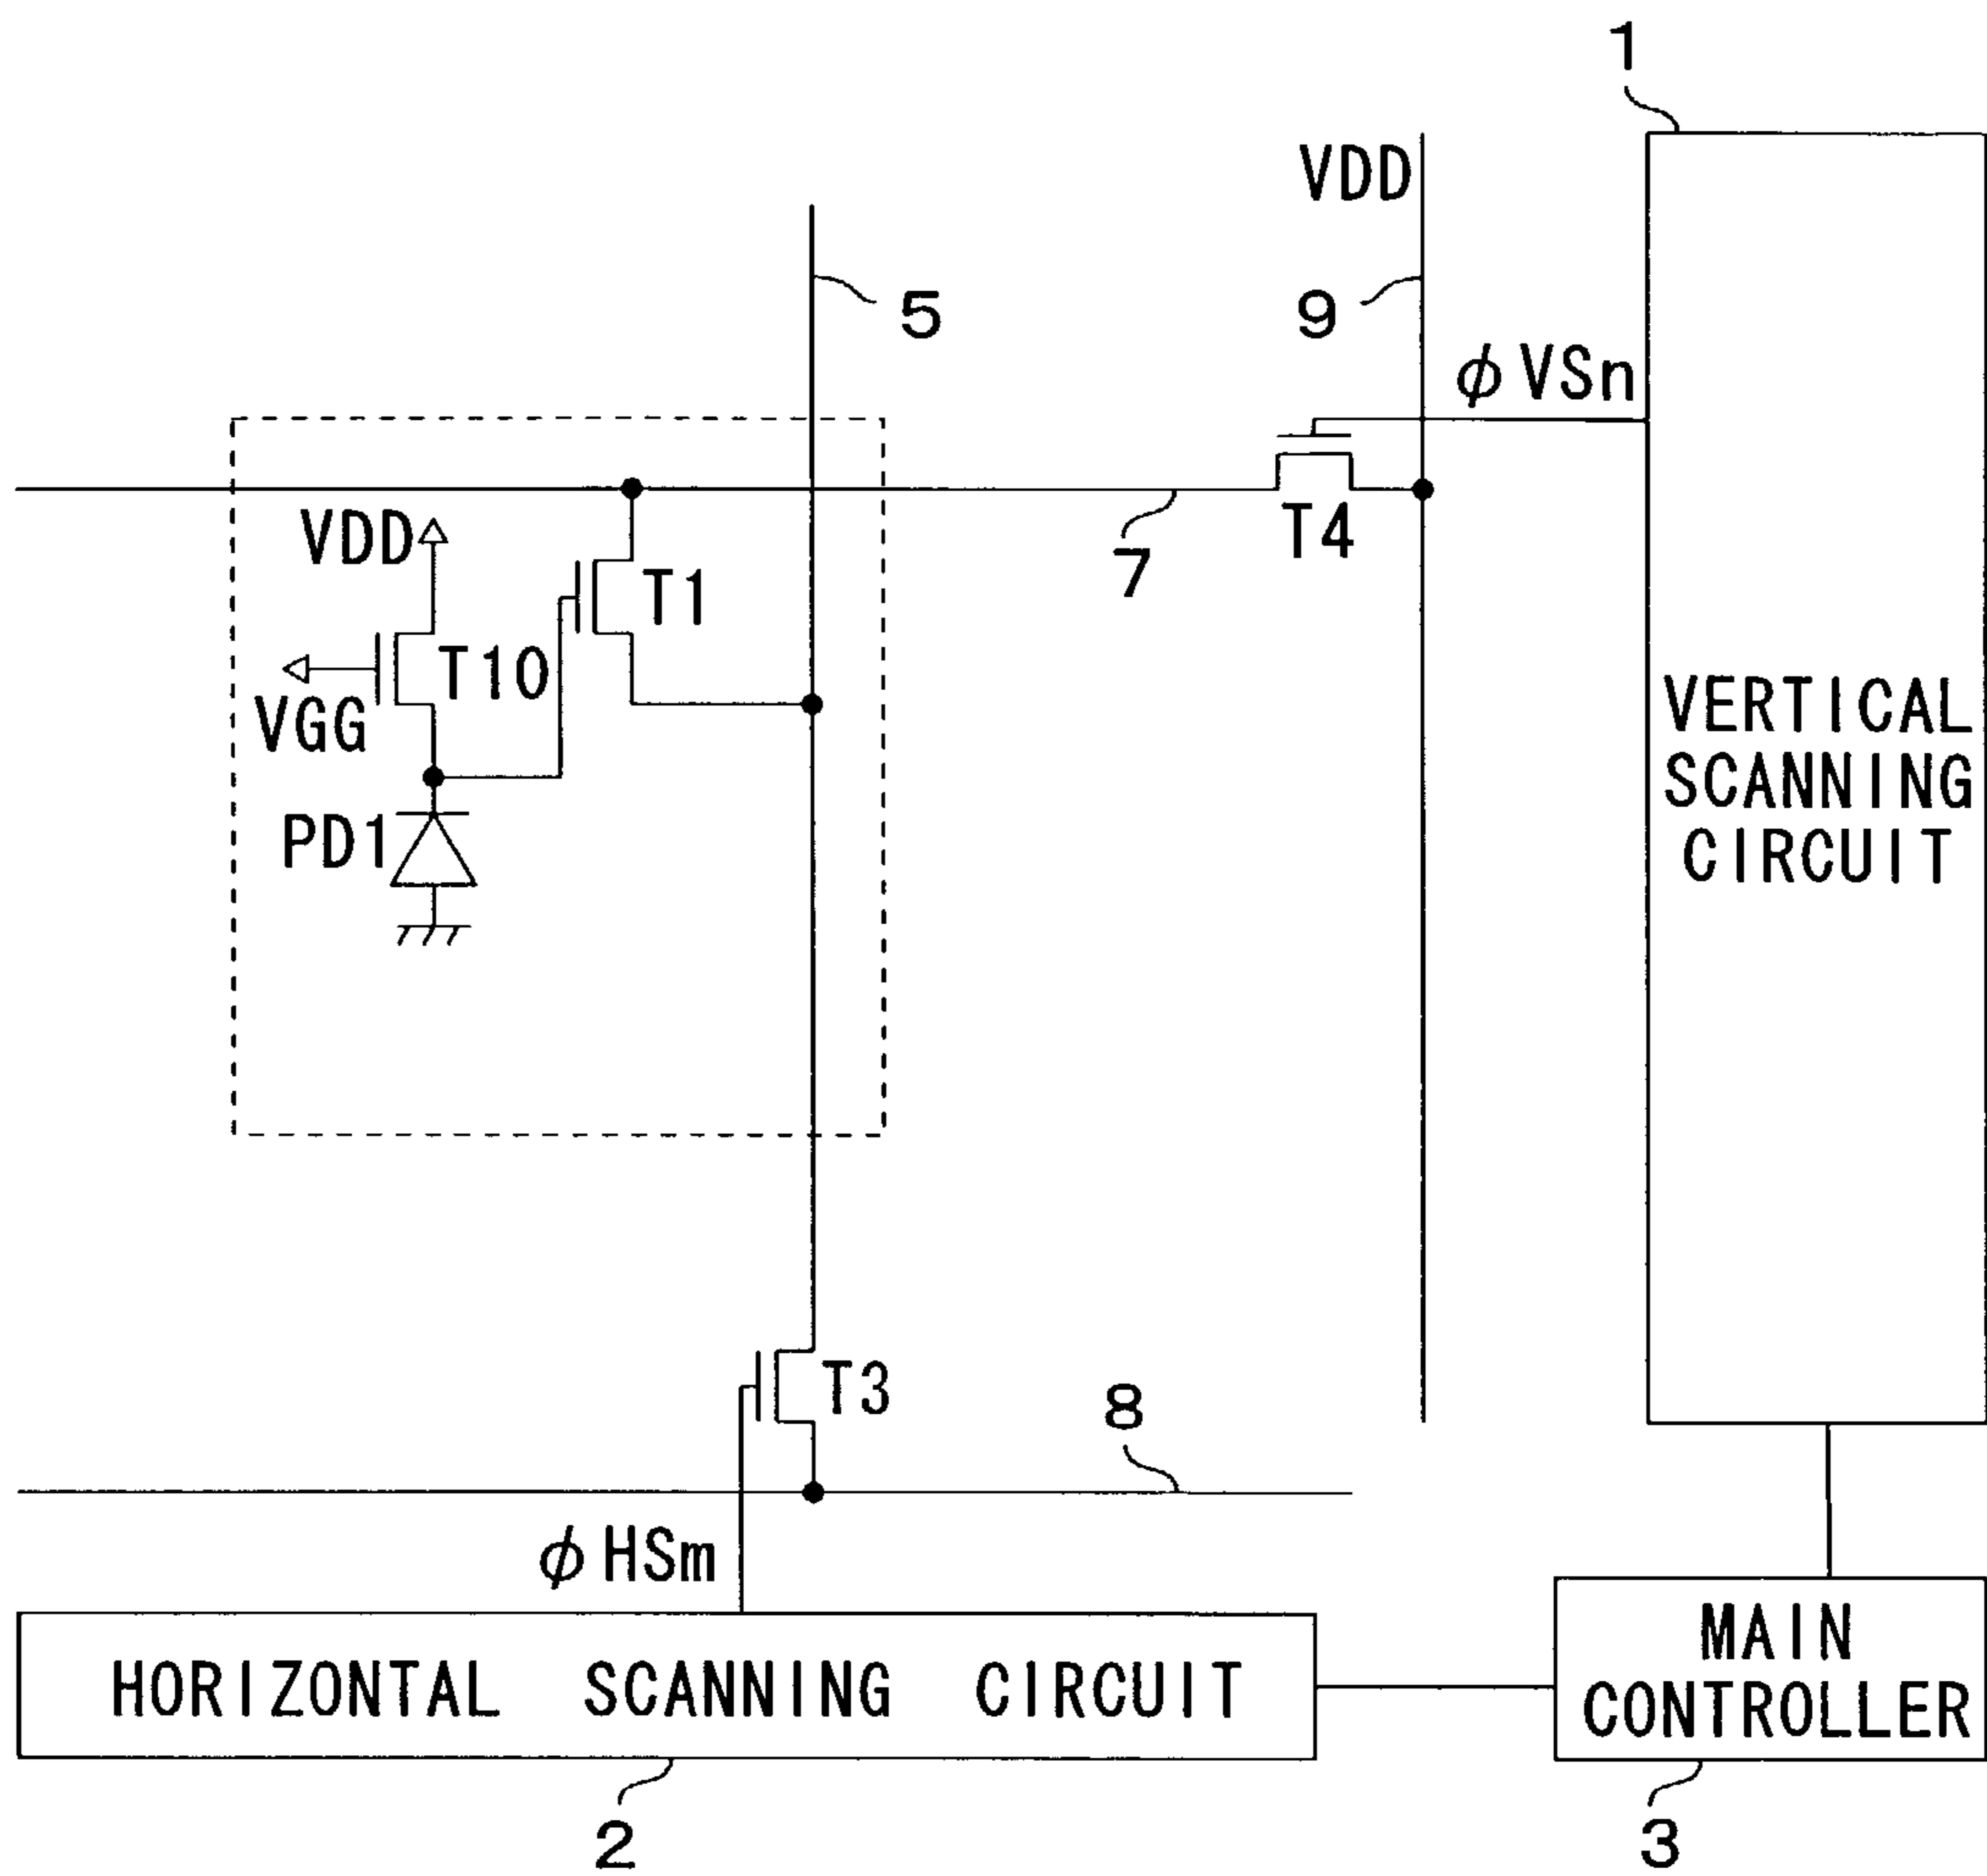 1
VDD
5
9
φVSn
VDD
T1
T4
7
T10
VGG
VERTICAL
SCANNING
CIRCUIT
PD1
T3
8
φHSm
HORIZONTAL SCANNING CIRCUIT
MAIN
CONTROLLER
2
3